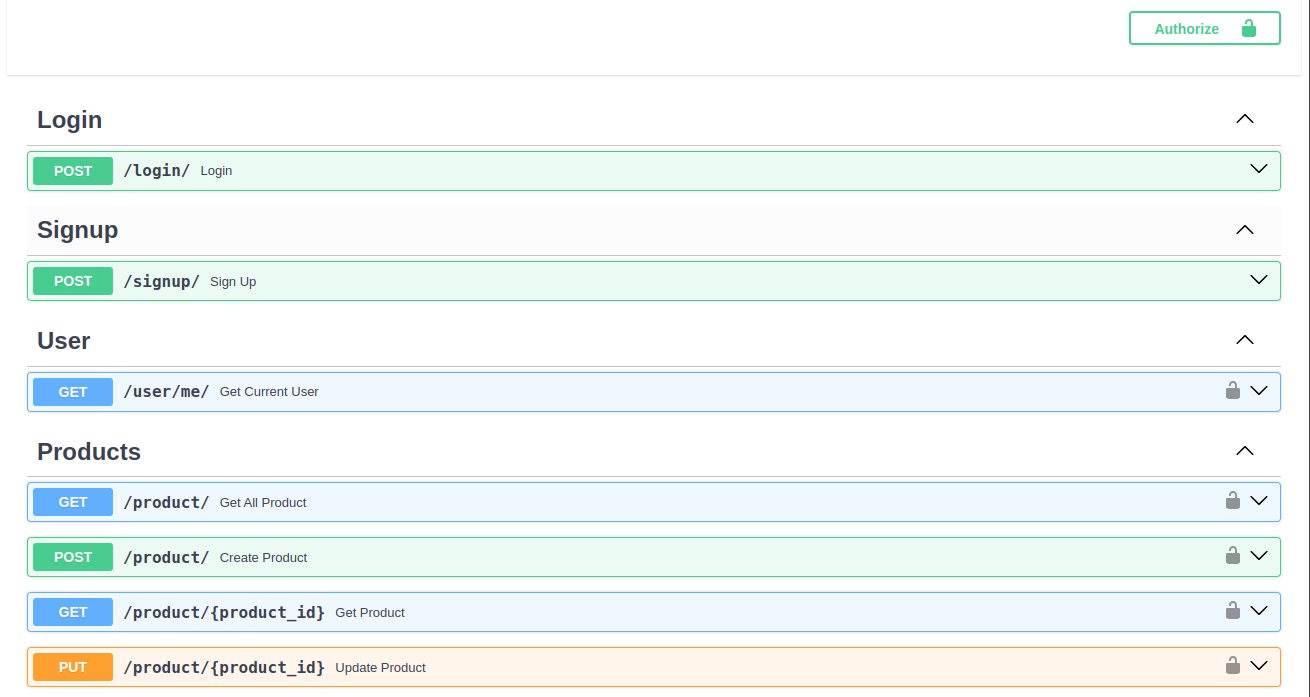 Authorize
Login
POST /login/ Login
Signup
POST /signup/ Sign Up
User
GET /user/me/ Get Current User
Products
GET /product/ Get All Product
POST /product/ Create Product
GET /product/{product_id} Get Product
PUT /product/{product_id} Update Product